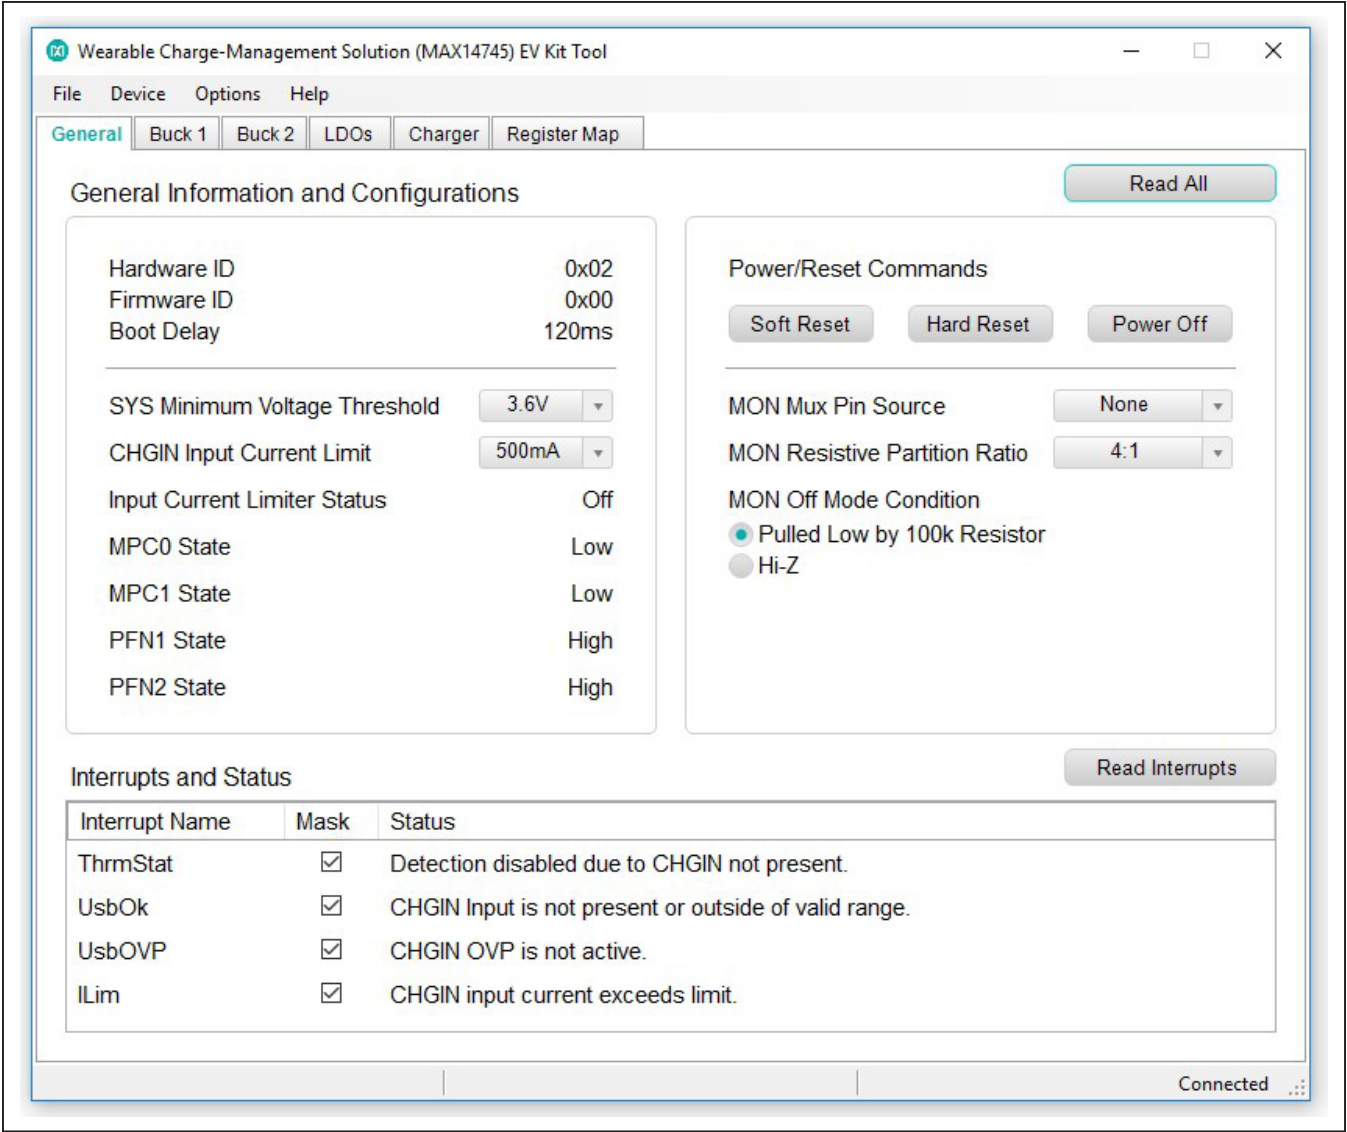 Wearable Charge-Management Solution (MAX14745) EV Kit Tool
File Device Options Help
General Buck 1 Buck 2 LDOs Charger Register Map
General Information and Configurations
Read All
Hardware ID 0x02
Firmware ID 0x00
Boot Delay 120ms
SYS Minimum Voltage Threshold 3.6V
CHGIN Input Current Limit 500mA
Input Current Limiter Status Off
MPC0 State Low
MPC1 State Low
PFN1 State High
PFN2 State High
Power/Reset Commands
Soft Reset Hard Reset Power Off
MON Mux Pin Source None
MON Resistive Partition Ratio 4:1
MON Off Mode Condition
Pulled Low by 100k Resistor
Hi-Z
Interrupts and Status
Read Interrupts
Interrupt Name Mask Status
ThrmStat Detection disabled due to CHGIN not present.
UsbOk CHGIN Input is not present or outside of valid range.
UsbOVP CHGIN OVP is not active.
ILim CHGIN input current exceeds limit.
Connected